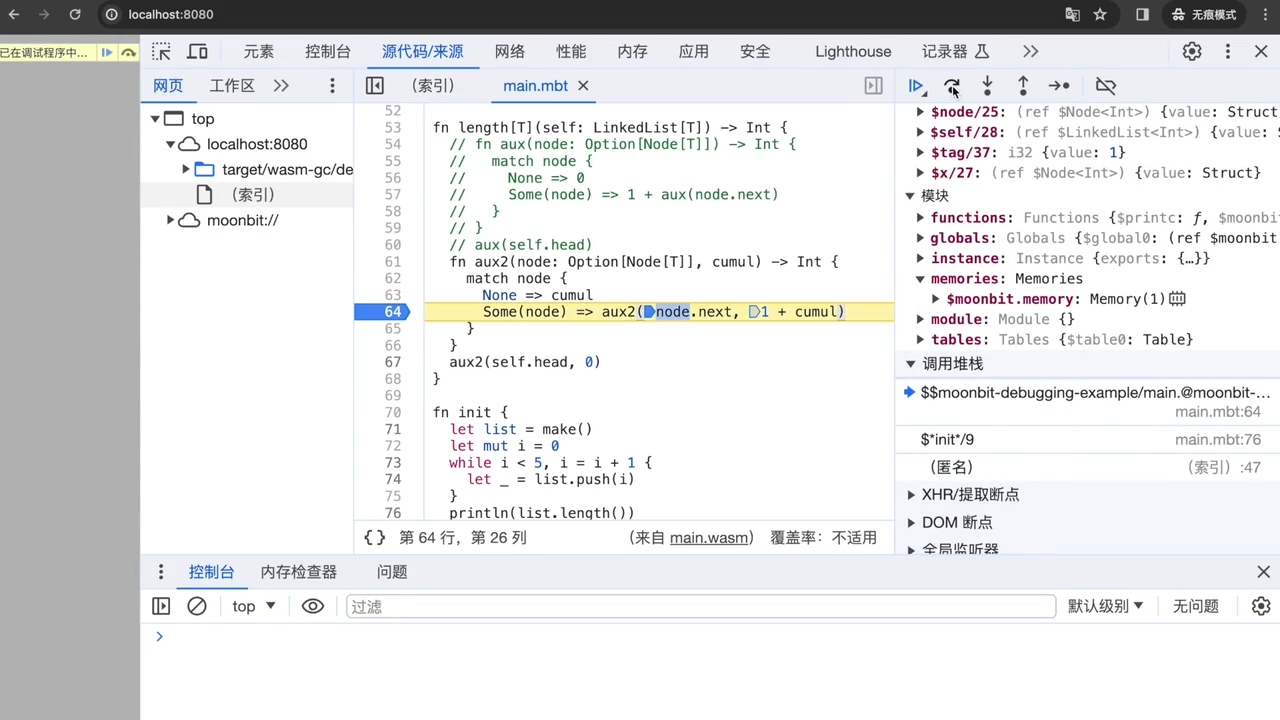 localhost:8080
无痕模式
已在调试程序中...
元素 控制台 源代码/来源 网络 性能 内存 应用 安全 Lighthouse 记录器
网页 工作区 （索引） main.mbt
top
localhost:8080
target/wasm-gc/de
（索引）
moonbit://
52
53 fn length[T](self: LinkedList[T]) -> Int {
54 // fn aux(node: Option[Node[T]]) -> Int {
55 //   match node {
56 //     None => 0
57 //     Some(node) => 1 + aux(node.next)
58 //   }
59 // }
60 // aux(self.head)
61 fn aux2(node: Option[Node[T]], cumul) -> Int {
62 match node {
63 None => cumul
64 Some(node) => aux2(node.next, 1 + cumul)
65 }
66 }
67 aux2(self.head, 0)
68 }
69
70 fn init {
71 let list = make()
72 let mut i = 0
73 while i < 5, i = i + 1 {
74 let _ = list.push(i)
75 }
76 println(list.length())
{} 第 64 行，第 26 列 （来自 main.wasm） 覆盖率：不适用
$node/25: (ref $Node<Int>) {value: Struct
$self/28: (ref $LinkedList<Int>) {value: S
$tag/37: i32 {value: 1}
$x/27: (ref $Node<Int>) {value: Struct}
模块
functions: Functions {$printc: ƒ, $moonbi
globals: Globals {$global0: (ref $moonbit
instance: Instance {exports: {…}}
memories: Memories
$moonbit.memory: Memory(1)
module: Module {}
tables: Tables {$table0: Table}
调用堆栈
$$moonbit-debugging-example/main.@moonbit-...
main.mbt:64
$*init*/9 main.mbt:76
（匿名） （索引）:47
XHR/提取断点
DOM 断点
全局监听器
控制台 内存检查器 问题
top 过滤 默认级别 无问题